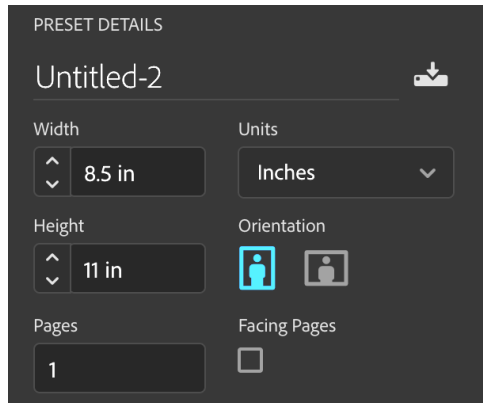 PRESET DETAILS
Untitled-2
Width
Units
8.5 in
Inches
Height
Orientation
11 in
Pages
Facing Pages
1